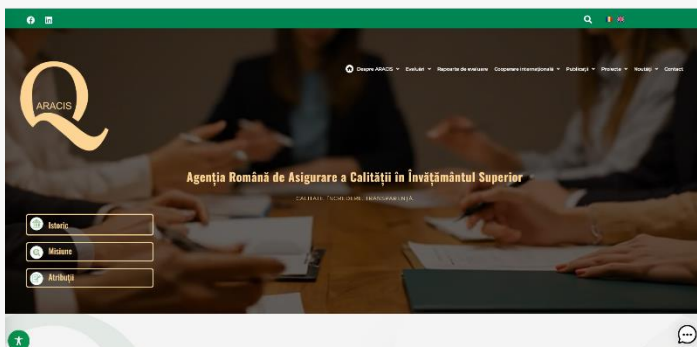 Despre ARACIS
Evaluări
Rapoarte de evaluare
Cooperare internațională
Publicații
Proiecte
Noutăți
Contact
ARACIS
Agenția Română de Asigurare a Calității în Învățământul Superior
CALITATE. ÎNCREDERE. TRANSPARENȚĂ.
Istoric
Misiune
Atribuții